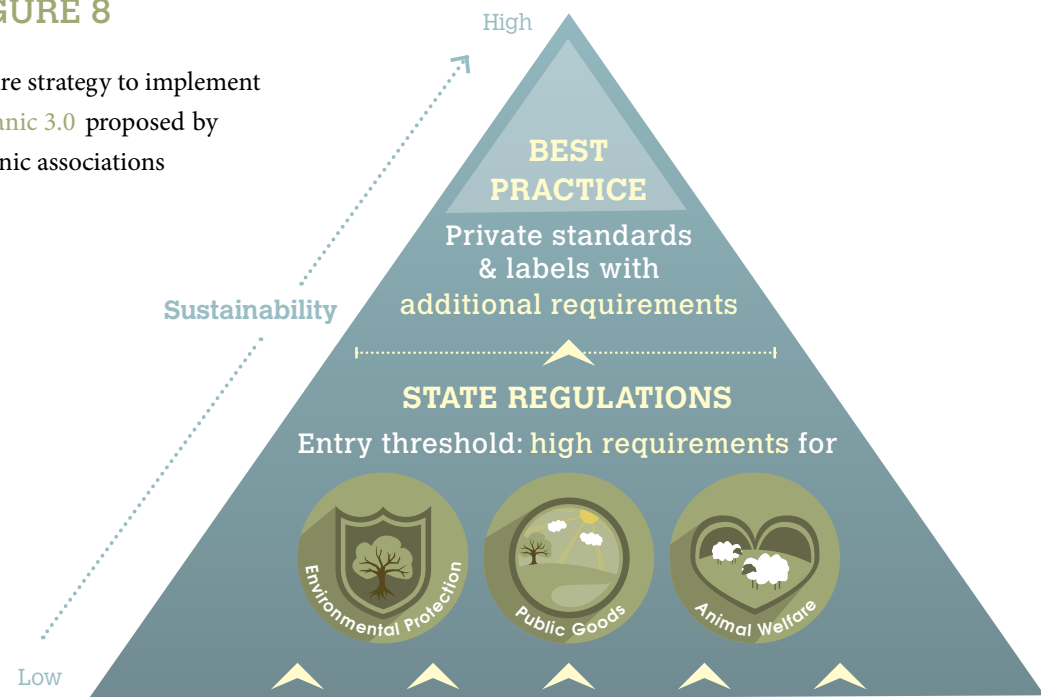 GURE 8
High
re strategy to implement
anic 3.0 proposed by
nic associations
BEST
PRACTICE
Private standards
& labels with
additional requirements
Sustainability
STATE REGULATIONS
Entry threshold: high requirements for
Environmental Protection
Public Goods
Animal Welfare
Low